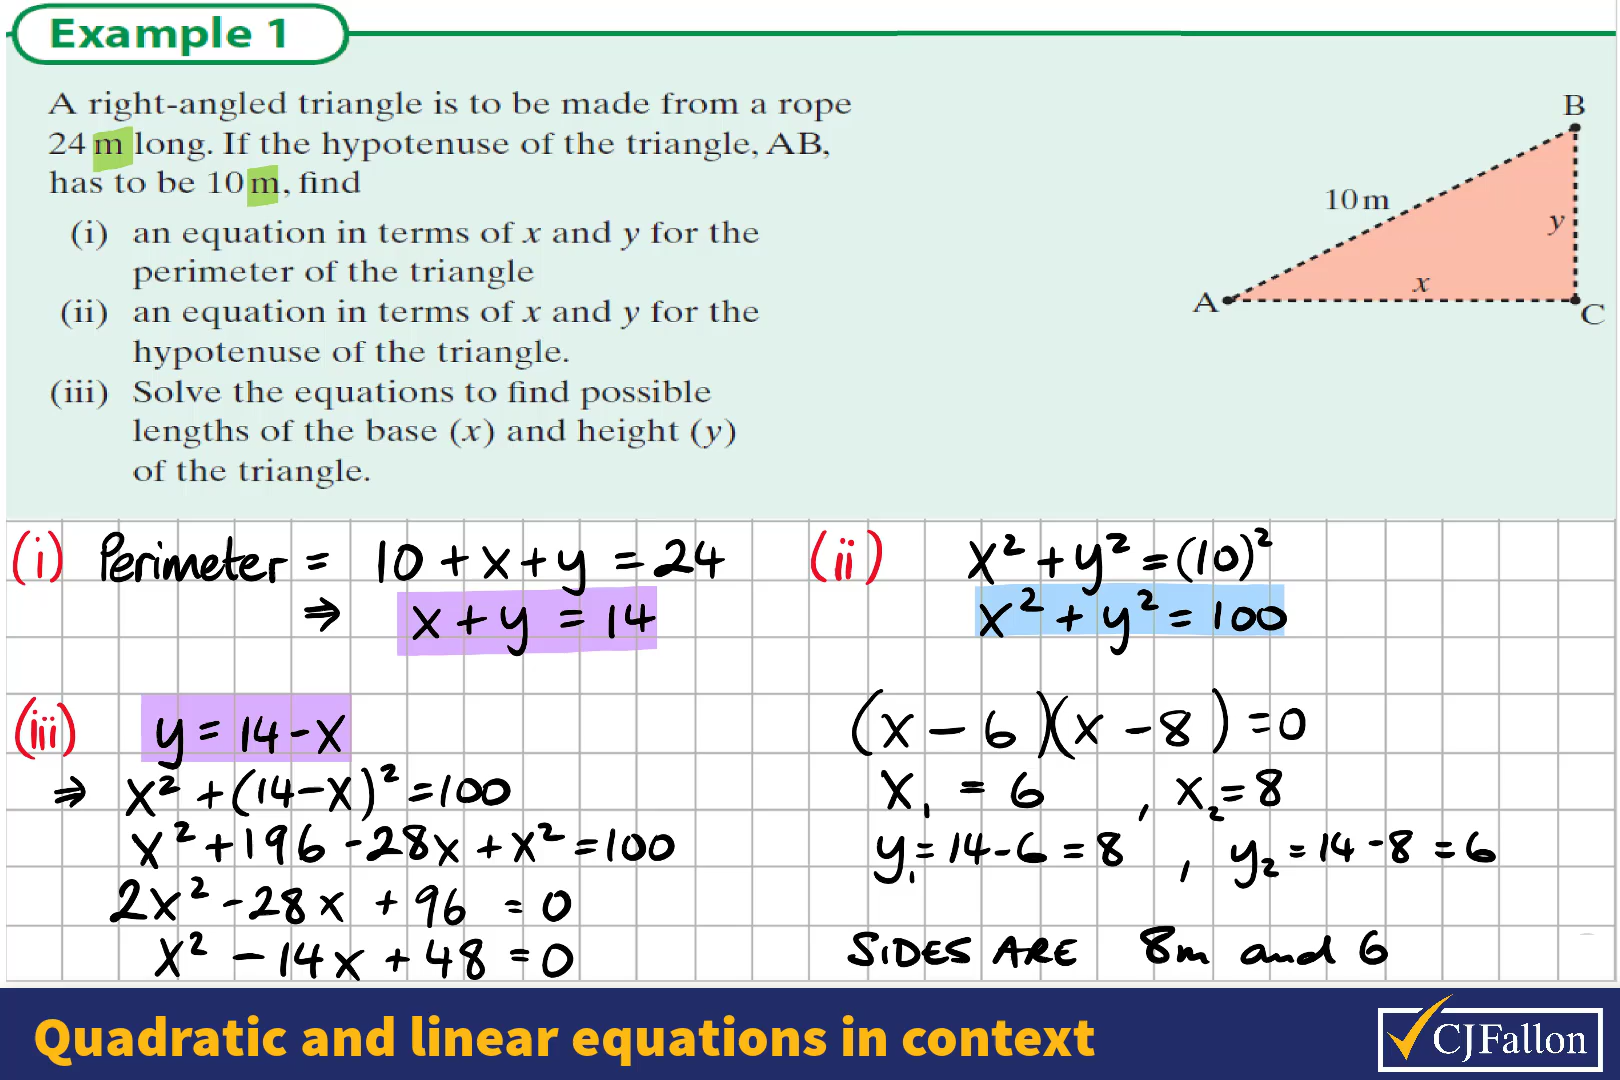 Example 1
A right-angled triangle is to be made from a rope
24 m long. If the hypotenuse of the triangle, AB,
has to be 10 m, find
(i) an equation in terms of x and y for the
perimeter of the triangle
(ii) an equation in terms of x and y for the
hypotenuse of the triangle.
(iii) Solve the equations to find possible
lengths of the base (x) and height (y)
of the triangle.
B
10 m
y
x
A
C
(i) Perimeter = 10 + x + y = 24
⇒ x + y = 14
(ii) x² + y² = (10)²
x² + y² = 100
(iii) y = 14 - x
⇒ x² + (14 - x)² = 100
x² + 196 - 28x + x² = 100
2x² - 28x + 96 = 0
x² - 14x + 48 = 0
(x - 6)(x - 8) = 0
x₁ = 6 , x₂ = 8
y₁ = 14 - 6 = 8 , y₂ = 14 - 8 = 6
SIDES ARE 8m and 6
Quadratic and linear equations in context
CJFallon